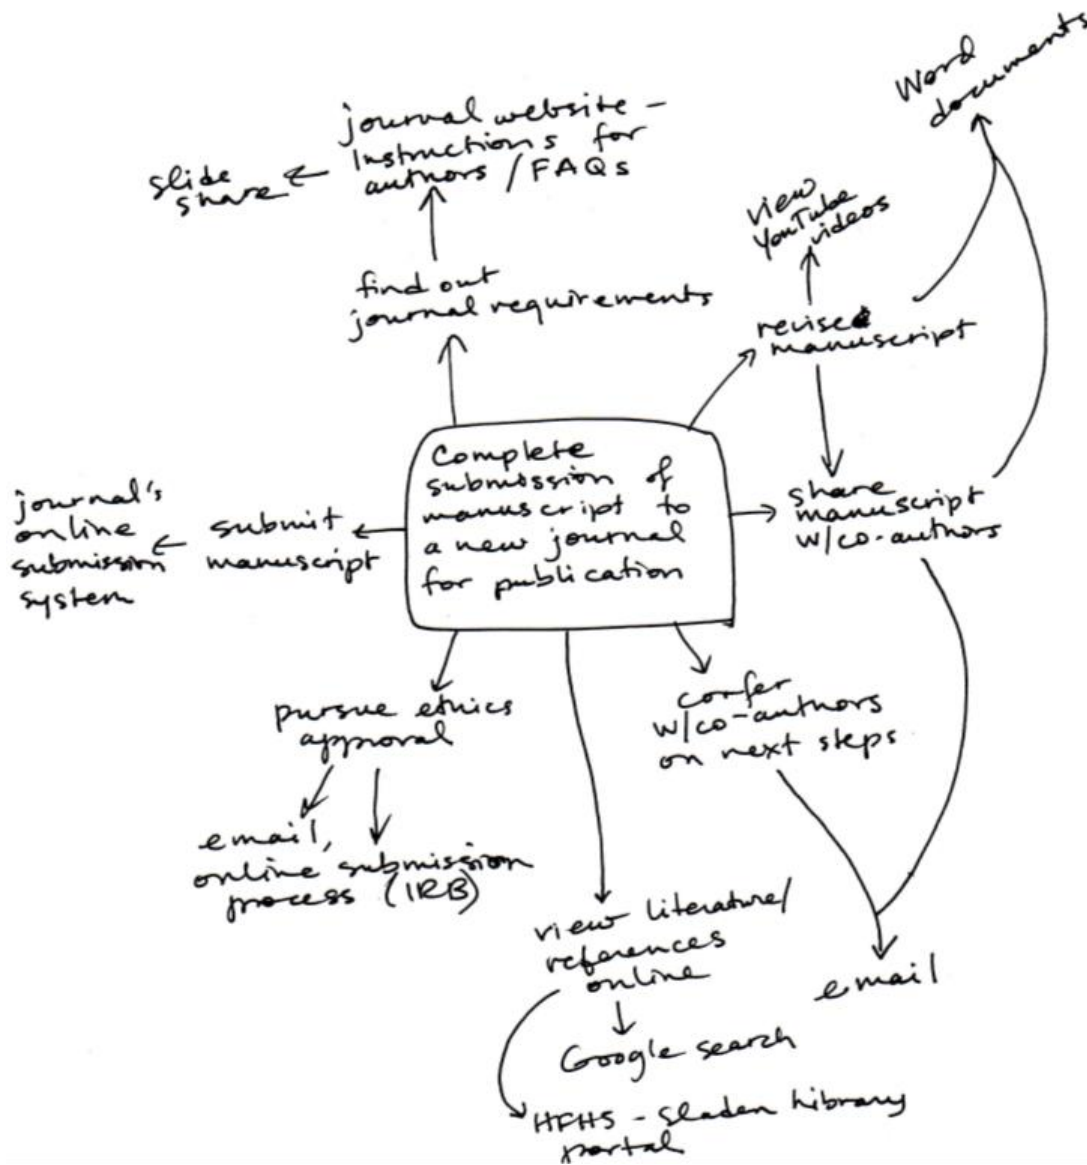 Word
documents
journal website -
Instructions for
authors / FAQs
slide
share
view
YouTube
videos
find out
journal requirements
revise
manuscript
Complete
submission of
manuscript to
a new journal
for publication
share
manuscript
w/co-authors
journal's
online
submission
system
submit
manuscript
pursue ethics
approval
confer
w/co-authors
on next steps
email,
online submission
process (IRB)
view literature/
references
online
email
Google search
HFHS - Sladen Library
portal